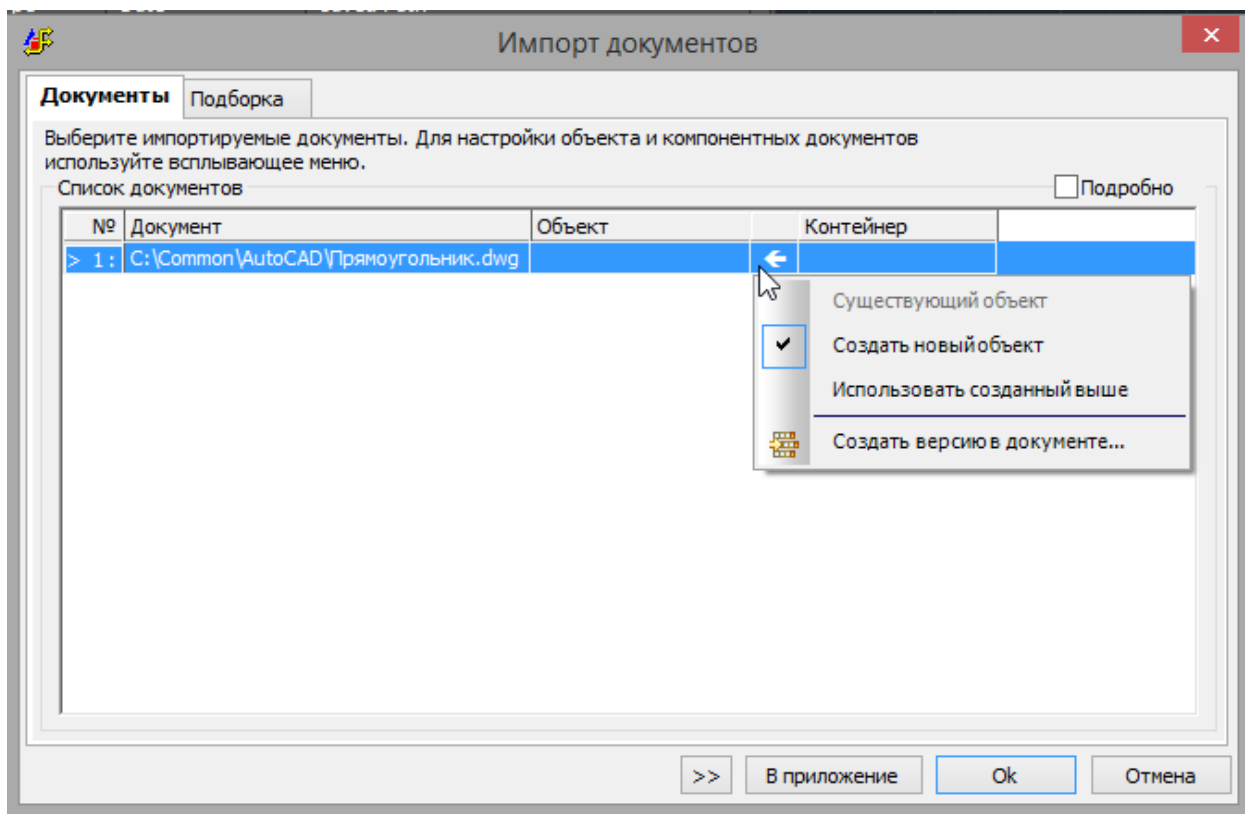 Импорт документов
Документы Подборка
Выберите импортируемые документы. Для настройки объекта и компонентных документов
используйте всплывающее меню.
Список документов Подробно
№ Документ Объект Контейнер
> 1: C:\Common\AutoCAD\Прямоугольник.dwg
Существующий объект
Создать новый объект
Использовать созданный выше
Создать версию в документе...
>> В приложение Ok Отмена